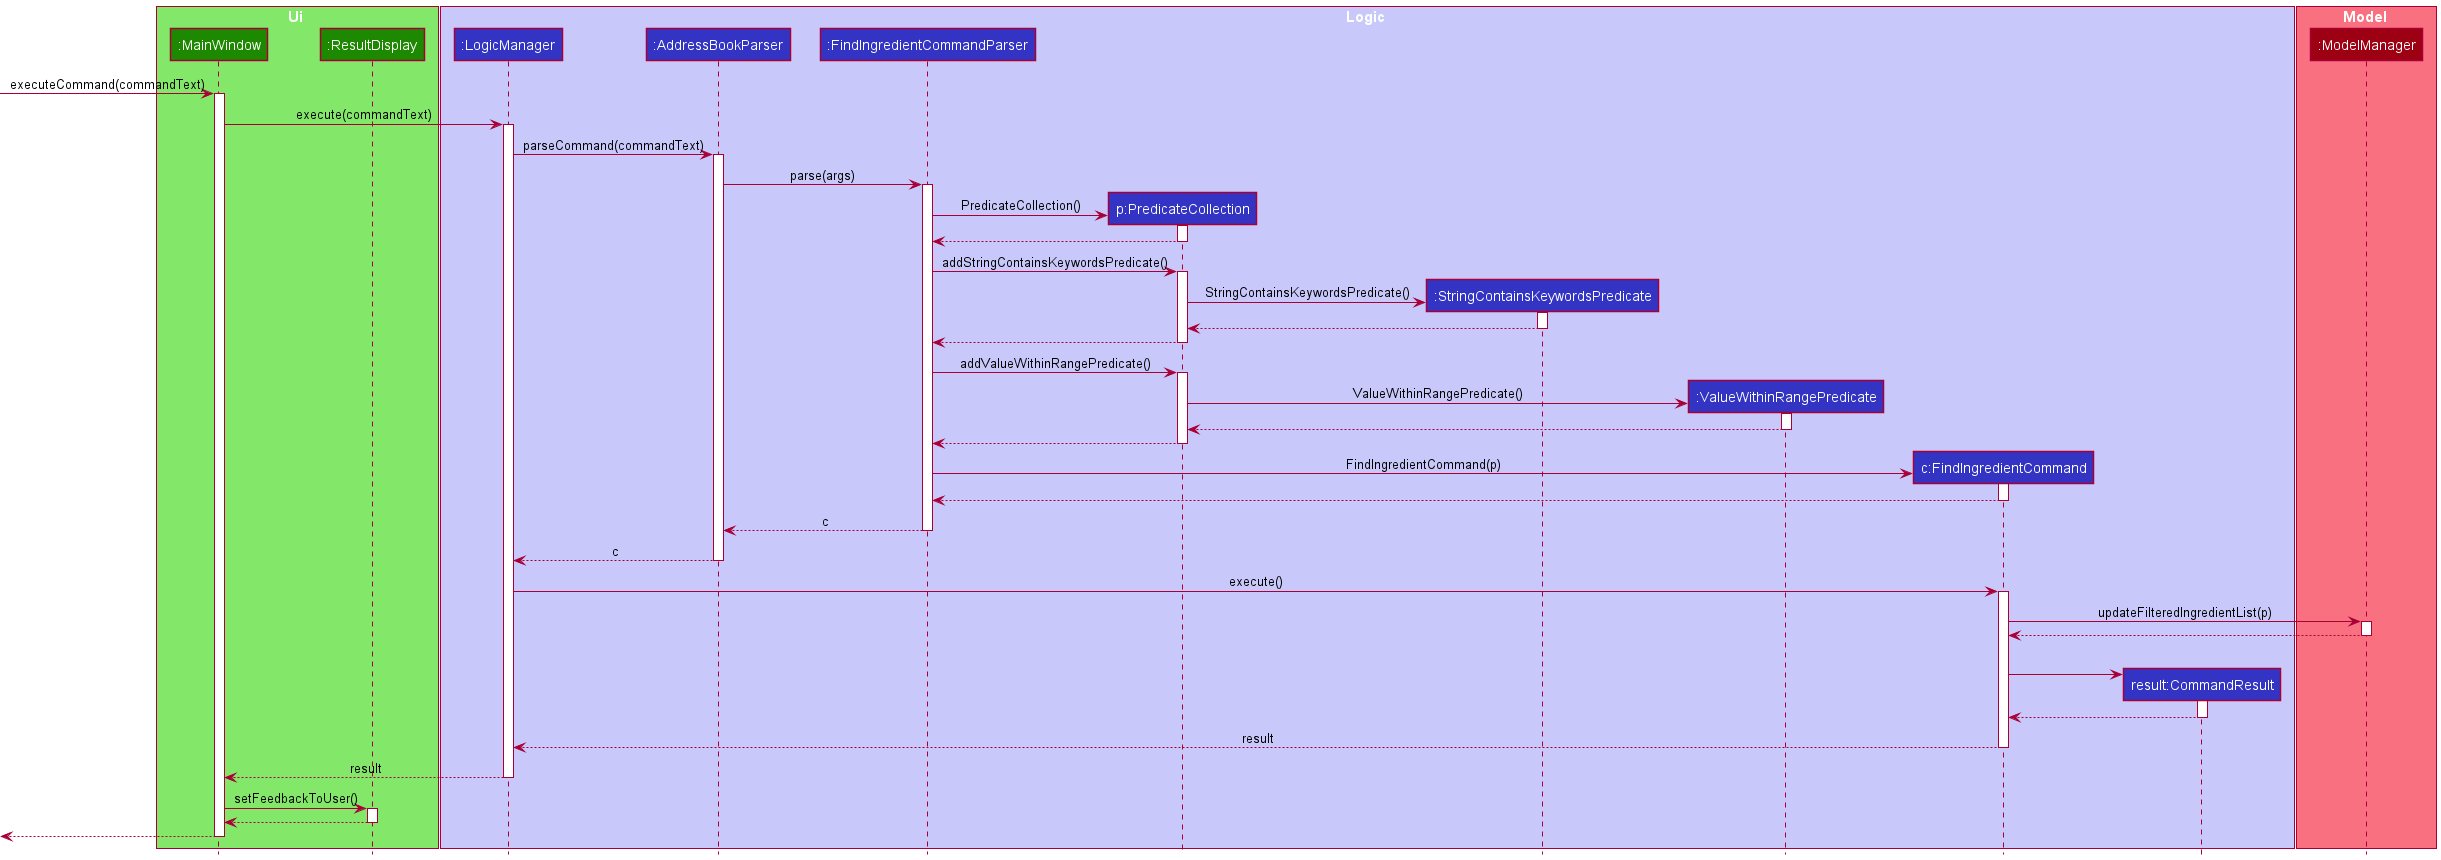 Ui
Logic
Model
:MainWindow
:ResultDisplay
:LogicManager
:AddressBookParser
:FindIngredientCommandParser
:ModelManager
executeCommand(commandText)
execute(commandText)
parseCommand(commandText)
parse(args)
PredicateCollection()
p:PredicateCollection
addStringContainsKeywordsPredicate()
StringContainsKeywordsPredicate()
:StringContainsKeywordsPredicate
addValueWithinRangePredicate()
ValueWithinRangePredicate()
:ValueWithinRangePredicate
FindIngredientCommand(p)
c:FindIngredientCommand
c
c
execute()
updateFilteredIngredientList(p)
result:CommandResult
result
result
setFeedbackToUser()